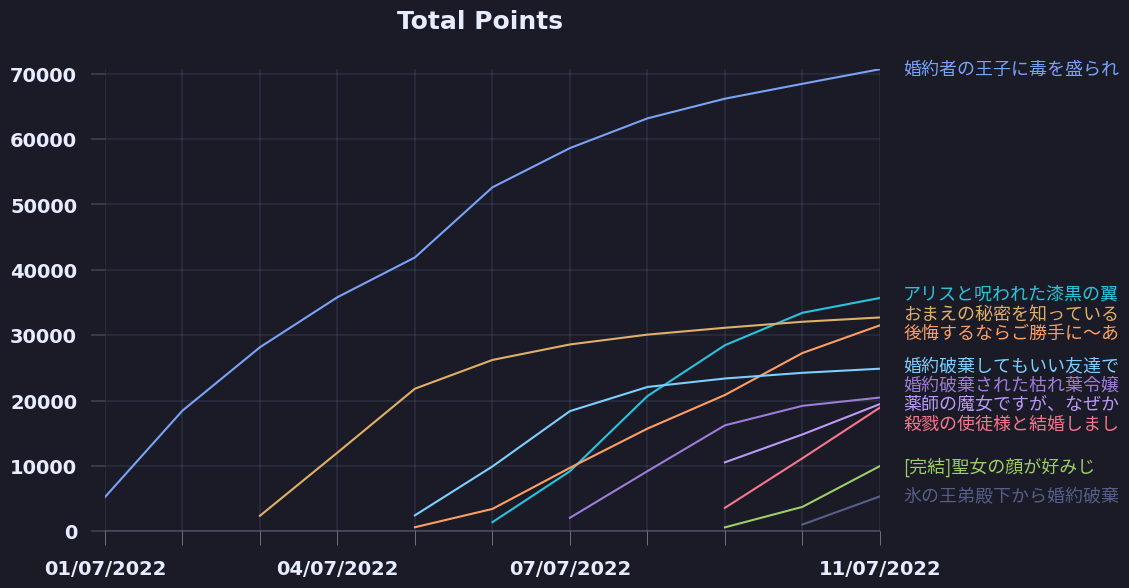 Total Points
70000
60000
50000
40000
30000
20000
10000
0
01/07/2022
04/07/2022
07/07/2022
11/07/2022
婚約者の王子に毒を盛られ
アリスと呪われた漆黒の翼
おまえの秘密を知っている
後悔するならご勝手に～あ
婚約破棄してもいい友達で
婚約破棄された枯れ葉令嬢
薬師の魔女ですが、なぜか
殺戮の使徒様と結婚しまし
[完結]聖女の顔が好みじ
氷の王弟殿下から婚約破棄